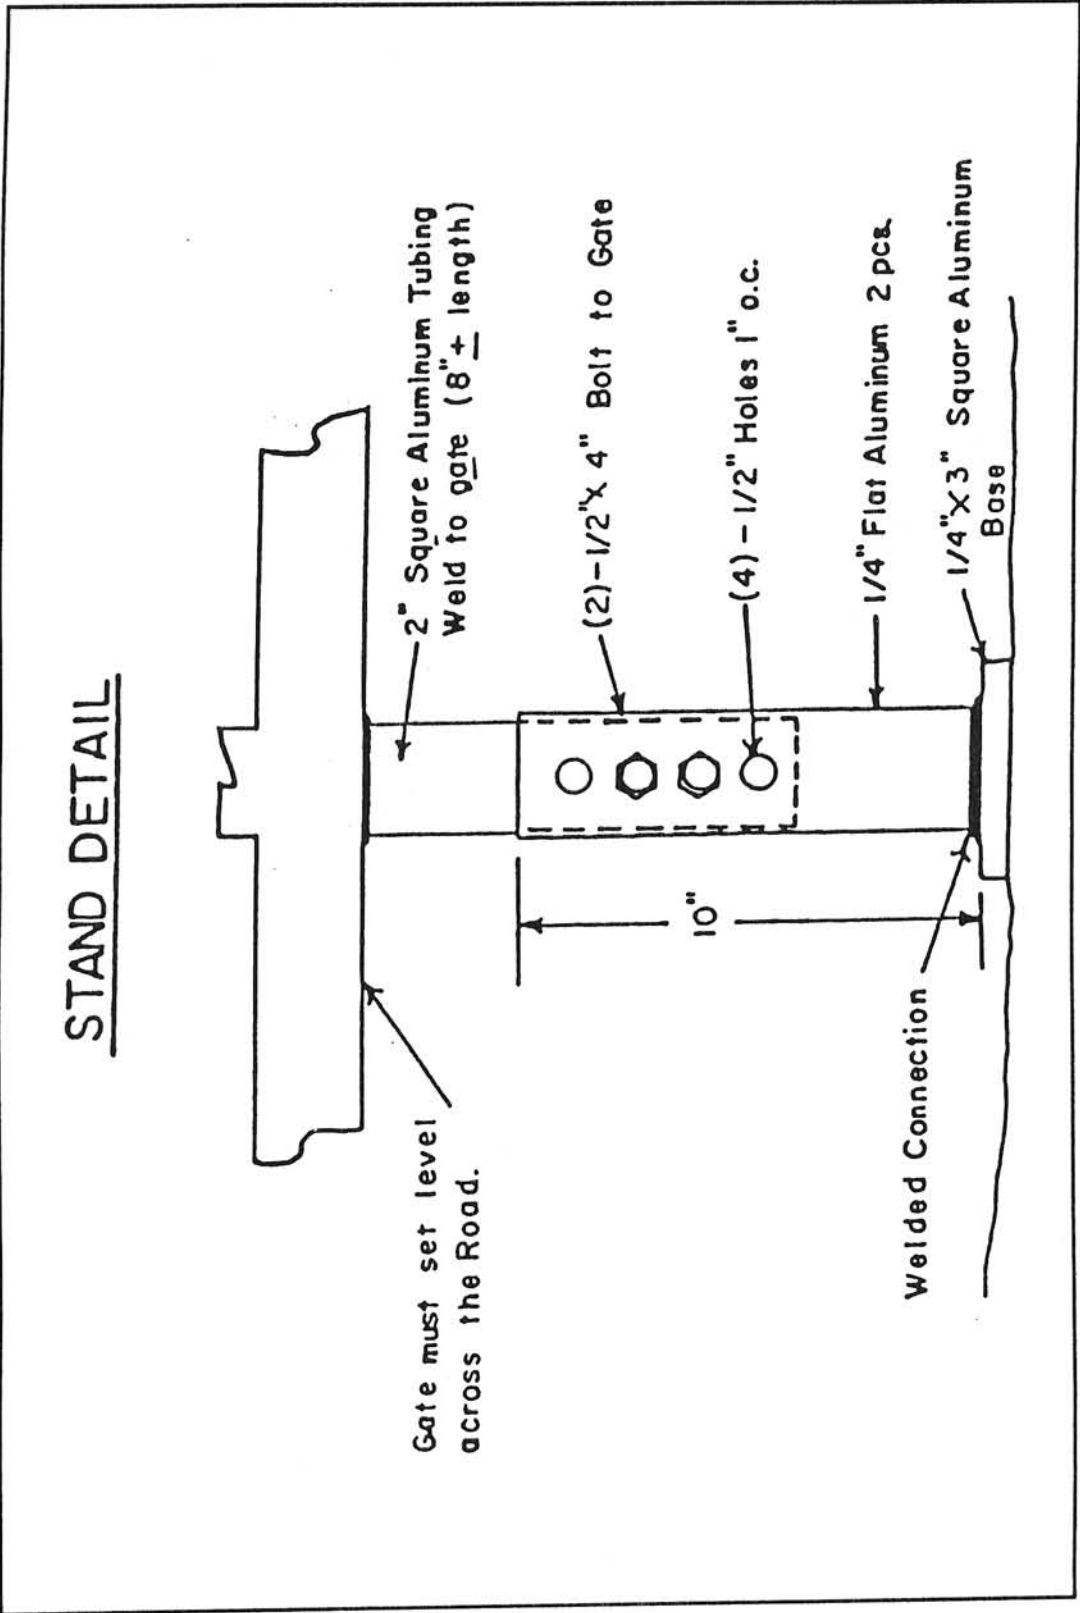 STAND DETAIL
2" Square Aluminum Tubing
Weld to gate (8" ± length)
(2)-1/2"X 4" Bolt to Gate
(4)-1/2" Holes 1" o.c.
1/4" Flat Aluminum 2 pcs.
1/4"X3" Square Aluminum
Base
10"
Gate must set level
across the Road.
Welded Connection